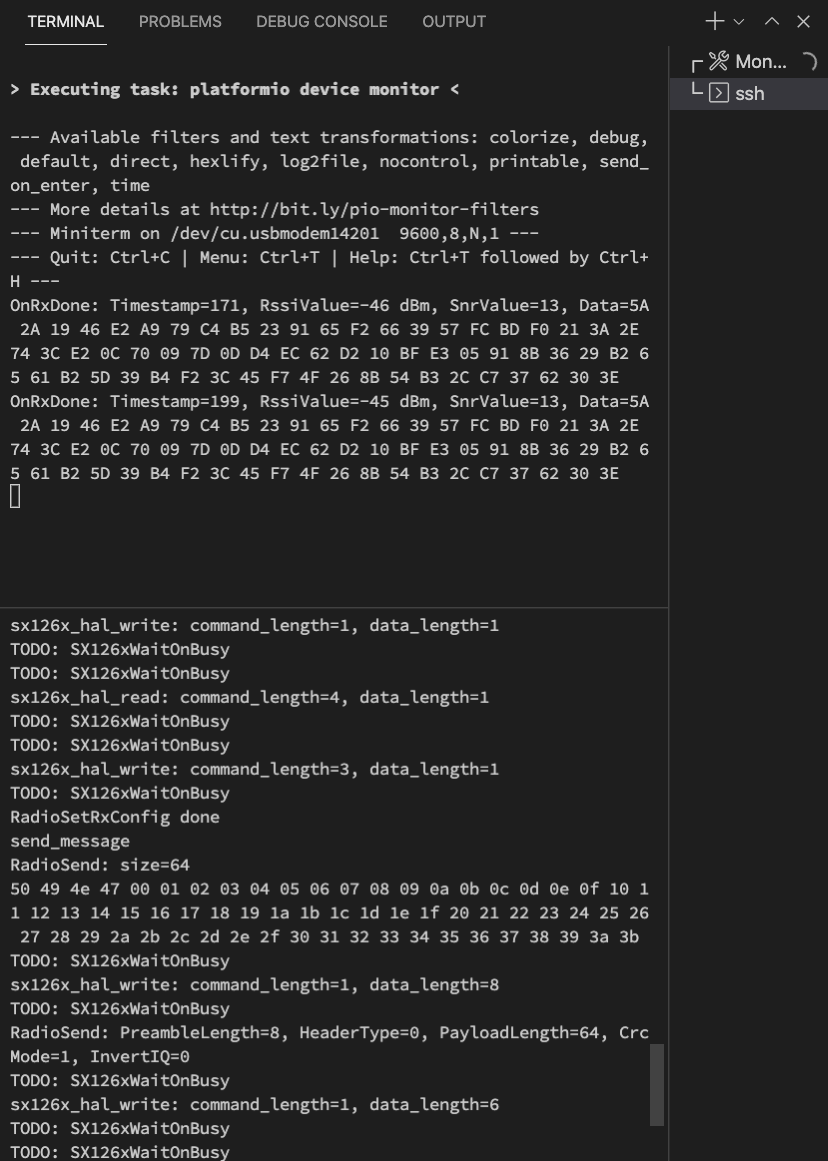 TERMINAL PROBLEMS DEBUG CONSOLE OUTPUT
Mon...
ssh
> Executing task: platformio device monitor <
--- Available filters and text transformations: colorize, debug,
 default, direct, hexlify, log2file, nocontrol, printable, send_
on_enter, time
--- More details at http://bit.ly/pio-monitor-filters
--- Miniterm on /dev/cu.usbmodem14201  9600,8,N,1 ---
--- Quit: Ctrl+C | Menu: Ctrl+T | Help: Ctrl+T followed by Ctrl+
H ---
OnRxDone: Timestamp=171, RssiValue=-46 dBm, SnrValue=13, Data=5A
 2A 19 46 E2 A9 79 C4 B5 23 91 65 F2 66 39 57 FC BD F0 21 3A 2E
74 3C E2 0C 70 09 7D 0D D4 EC 62 D2 10 BF E3 05 91 8B 36 29 B2 6
5 61 B2 5D 39 B4 F2 3C 45 F7 4F 26 8B 54 B3 2C C7 37 62 30 3E
OnRxDone: Timestamp=199, RssiValue=-45 dBm, SnrValue=13, Data=5A
 2A 19 46 E2 A9 79 C4 B5 23 91 65 F2 66 39 57 FC BD F0 21 3A 2E
74 3C E2 0C 70 09 7D 0D D4 EC 62 D2 10 BF E3 05 91 8B 36 29 B2 6
5 61 B2 5D 39 B4 F2 3C 45 F7 4F 26 8B 54 B3 2C C7 37 62 30 3E
sx126x_hal_write: command_length=1, data_length=1
TODO: SX126xWaitOnBusy
TODO: SX126xWaitOnBusy
sx126x_hal_read: command_length=4, data_length=1
TODO: SX126xWaitOnBusy
TODO: SX126xWaitOnBusy
sx126x_hal_write: command_length=3, data_length=1
TODO: SX126xWaitOnBusy
RadioSetRxConfig done
send_message
RadioSend: size=64
50 49 4e 47 00 01 02 03 04 05 06 07 08 09 0a 0b 0c 0d 0e 0f 10 1
1 12 13 14 15 16 17 18 19 1a 1b 1c 1d 1e 1f 20 21 22 23 24 25 26
 27 28 29 2a 2b 2c 2d 2e 2f 30 31 32 33 34 35 36 37 38 39 3a 3b
TODO: SX126xWaitOnBusy
sx126x_hal_write: command_length=1, data_length=8
TODO: SX126xWaitOnBusy
RadioSend: PreambleLength=8, HeaderType=0, PayloadLength=64, Crc
Mode=1, InvertIQ=0
TODO: SX126xWaitOnBusy
sx126x_hal_write: command_length=1, data_length=6
TODO: SX126xWaitOnBusy
TODO: SX126xWaitOnBusy